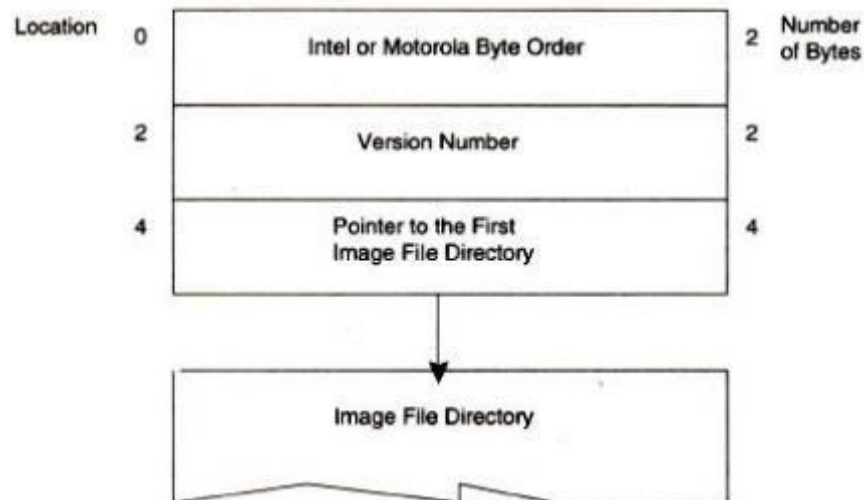 Location
0
Intel or Motorola Byte Order
2
Number
of Bytes
2
Version Number
2
4
Pointer to the First
Image File Directory
4
Image File Directory